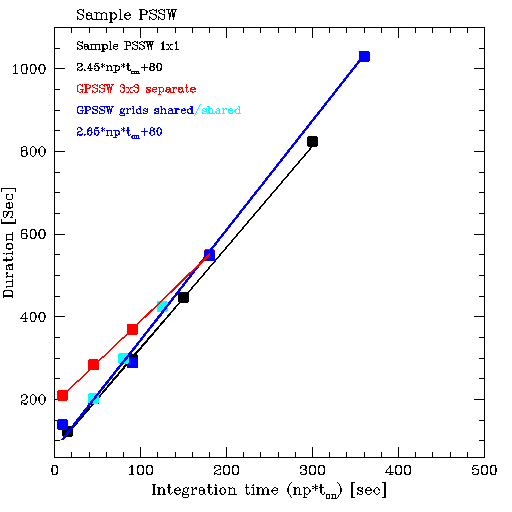 Sample PSSW
Sample PSSW 1x1
2.45*np*t_on+80
GPSSW 3x3 separate
GPSSW grids shared/shared
2.65*np*t_on+80
Duration [Sec]
1000
800
600
400
200
0 100 200 300 400 500
Integration time (np*t_on) [sec]